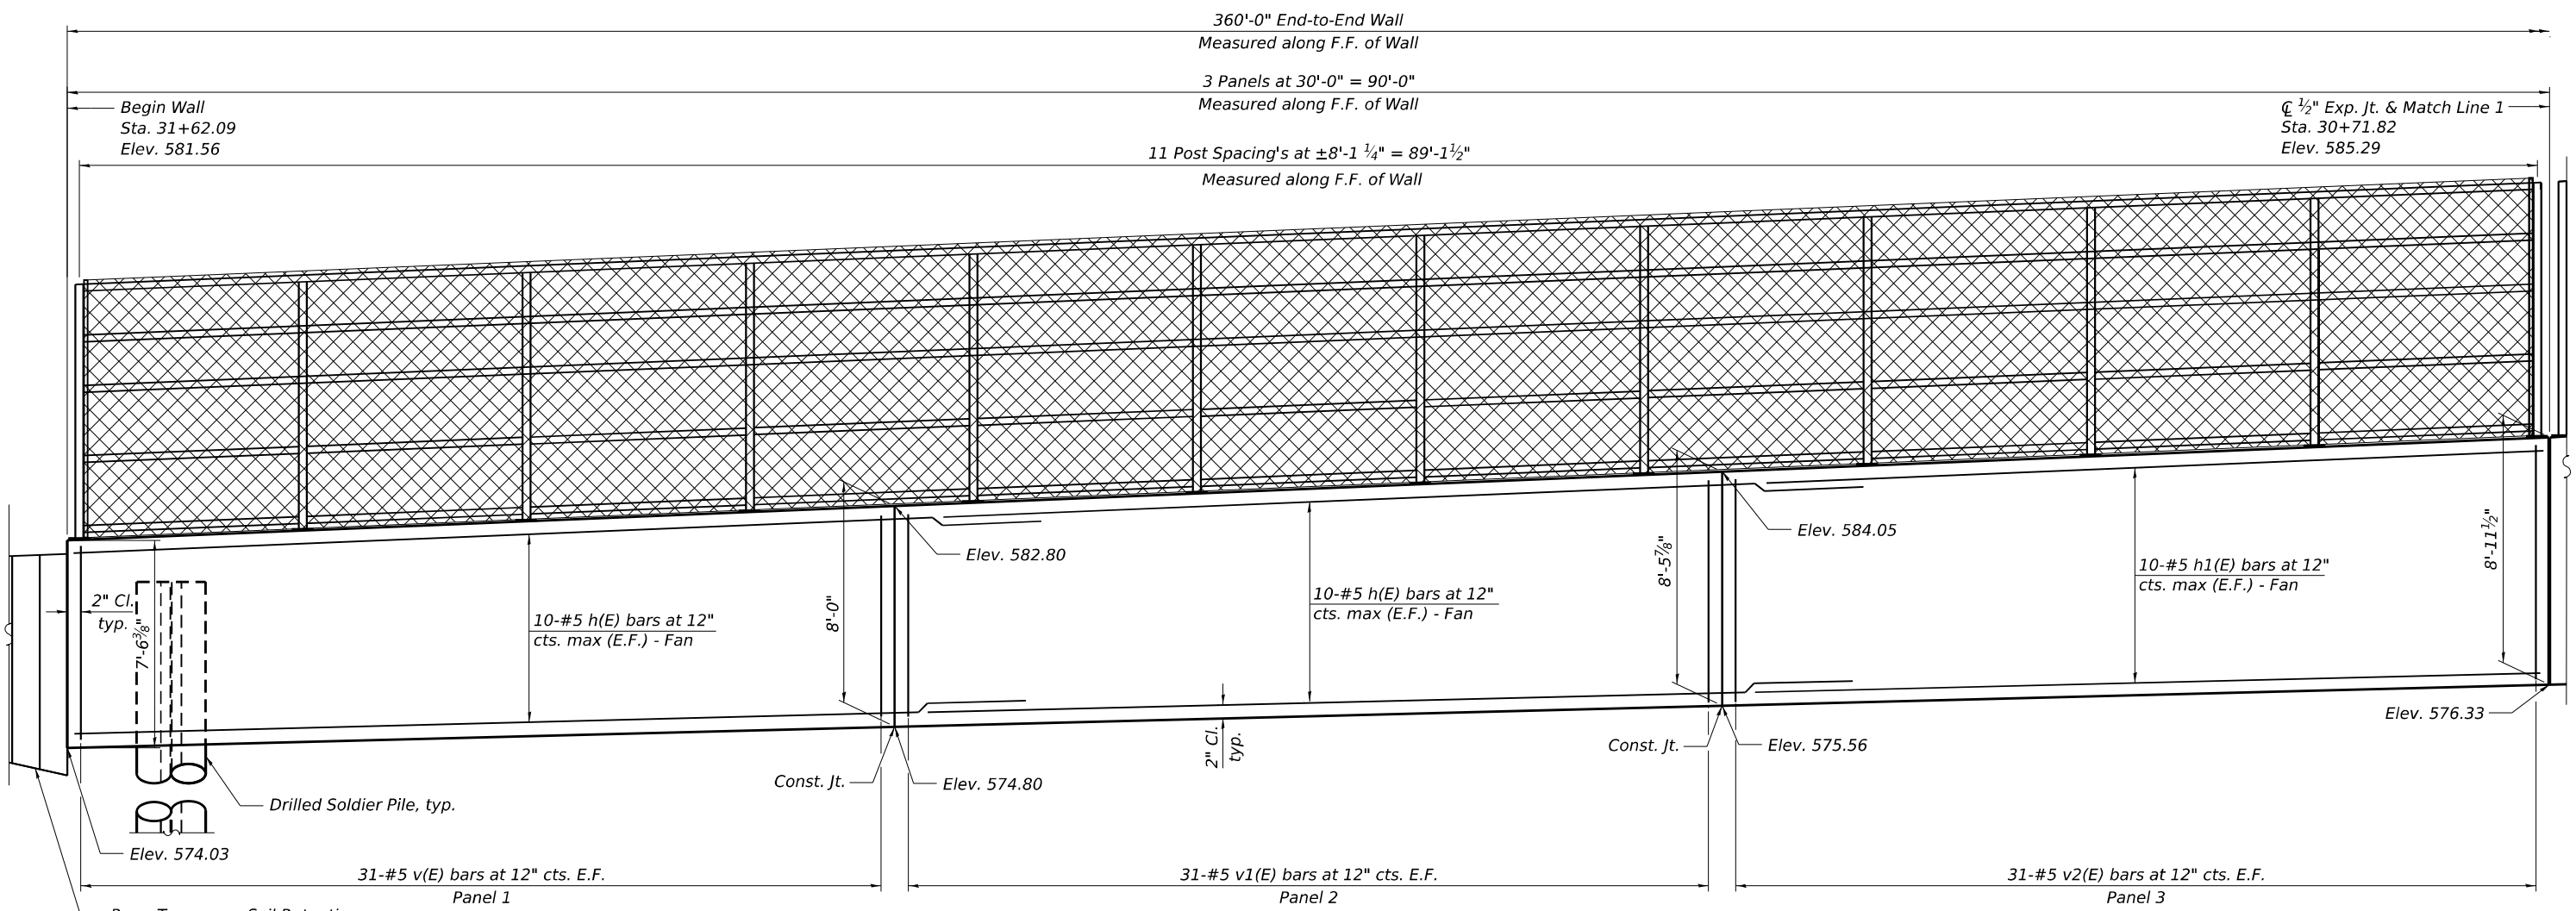 360'-0" End-to-End Wall
Measured along F.F. of Wall
3 Panels at 30'-0" = 90'-0"
Measured along F.F. of Wall
Begin Wall
Sta. 31+62.09
Elev. 581.56
℄ ½" Exp. Jt. & Match Line 1
Sta. 30+71.82
Elev. 585.29
11 Post Spacing's at ±8'-1 ¼" = 89'-1½"
Measured along F.F. of Wall
Elev. 582.80
Elev. 584.05
2" Cl.
typ.
7'-6⅜"
10-#5 h(E) bars at 12"
cts. max (E.F.) - Fan
8'-0"
10-#5 h(E) bars at 12"
cts. max (E.F.) - Fan
8'-5⅞"
10-#5 h1(E) bars at 12"
cts. max (E.F.) - Fan
8'-11½"
Elev. 576.33
2" Cl.
typ.
Const. Jt.
Elev. 575.56
Const. Jt.
Elev. 574.80
Drilled Soldier Pile, typ.
Elev. 574.03
31-#5 v(E) bars at 12" cts. E.F.
Panel 1
31-#5 v1(E) bars at 12" cts. E.F.
Panel 2
31-#5 v2(E) bars at 12" cts. E.F.
Panel 3